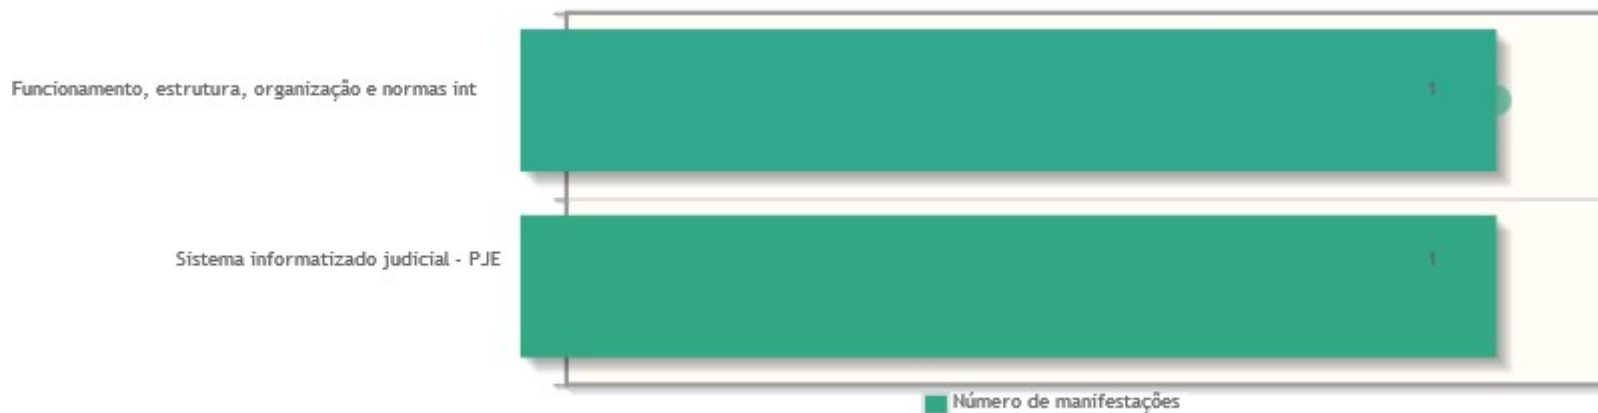 Funcionamento, estrutura, organização e normas int
1
Sistema informatizado judicial - PJE
1
Número de manifestações